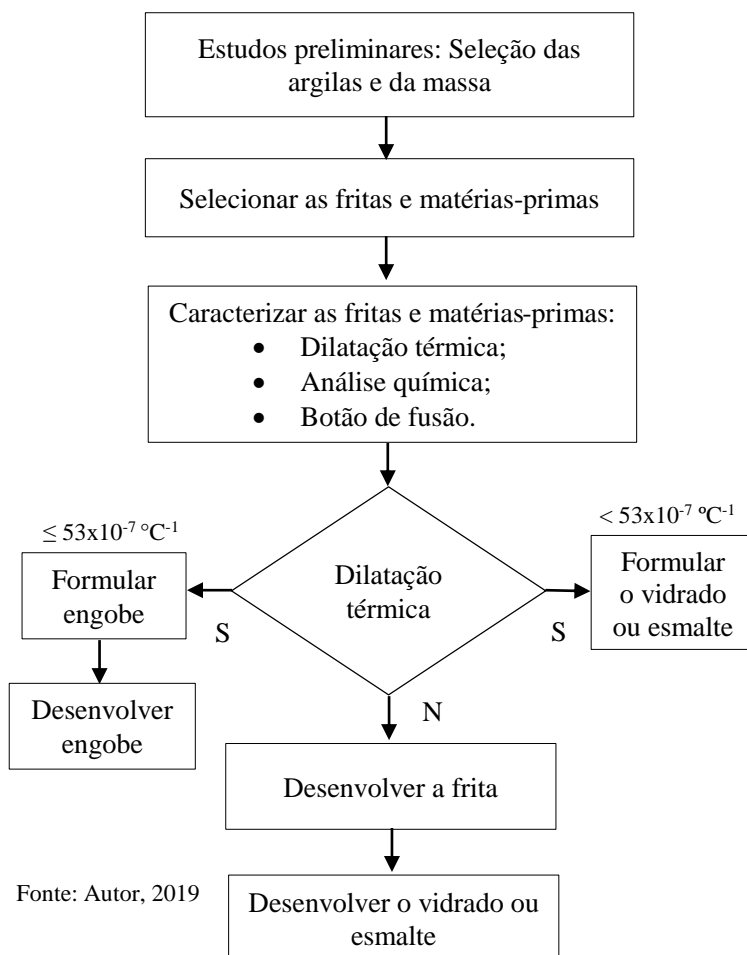 Estudos preliminares: Seleção das
argilas e da massa
Selecionar as fritas e matérias-primas
Caracterizar as fritas e matérias-primas:
• Dilatação térmica;
• Análise química;
• Botão de fusão.
≤ 53x10⁻⁷ °C⁻¹
Formular
engobe
S
Desenvolver
engobe
Dilatação
térmica
< 53x10⁻⁷ ºC⁻¹
Formular
o vidrado
ou esmalte
S
N
Desenvolver a frita
Desenvolver o vidrado ou
esmalte
Fonte: Autor, 2019